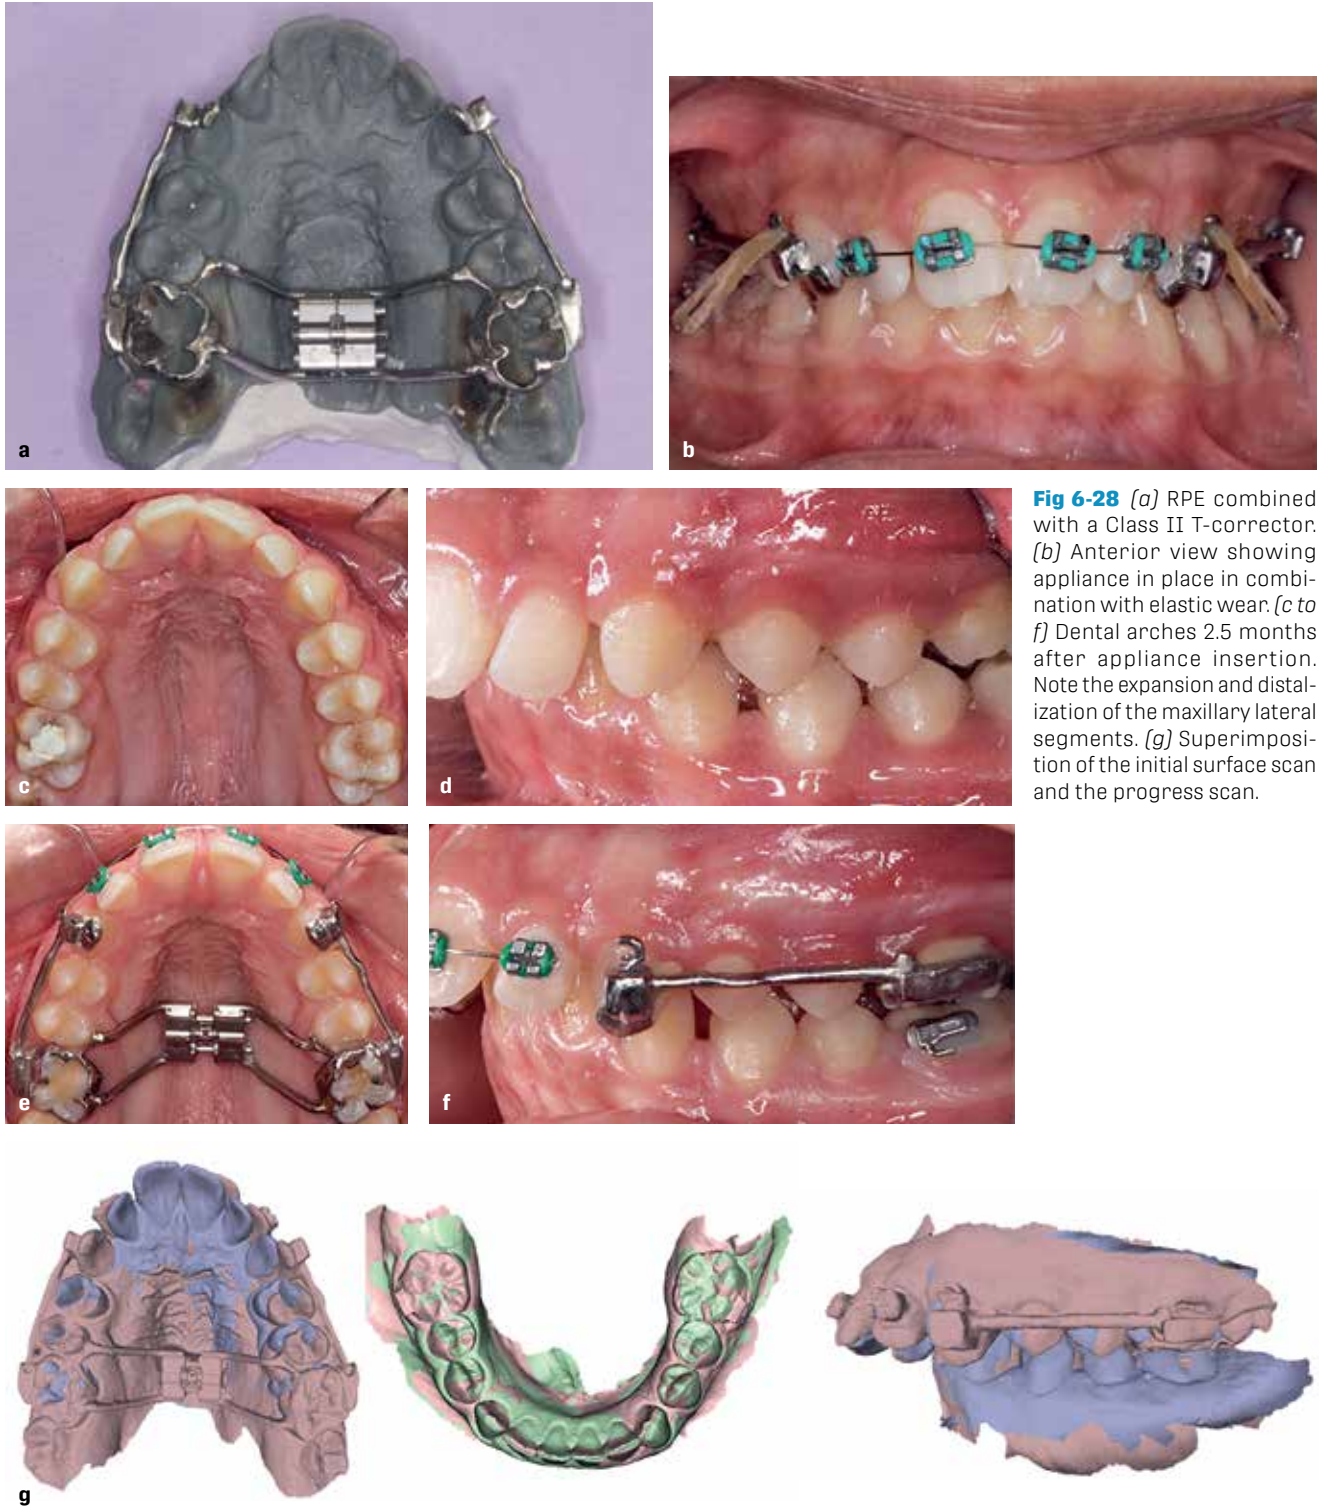 a
b
Fig 6-28 (a) RPE combined
with a Class II T-corrector.
(b) Anterior view showing
appliance in place in combi-
nation with elastic wear. (c to
f) Dental arches 2.5 months
after appliance insertion.
Note the expansion and distal-
ization of the maxillary lateral
segments. (g) Superimposi-
tion of the initial surface scan
and the progress scan.
c
d
e
f
g